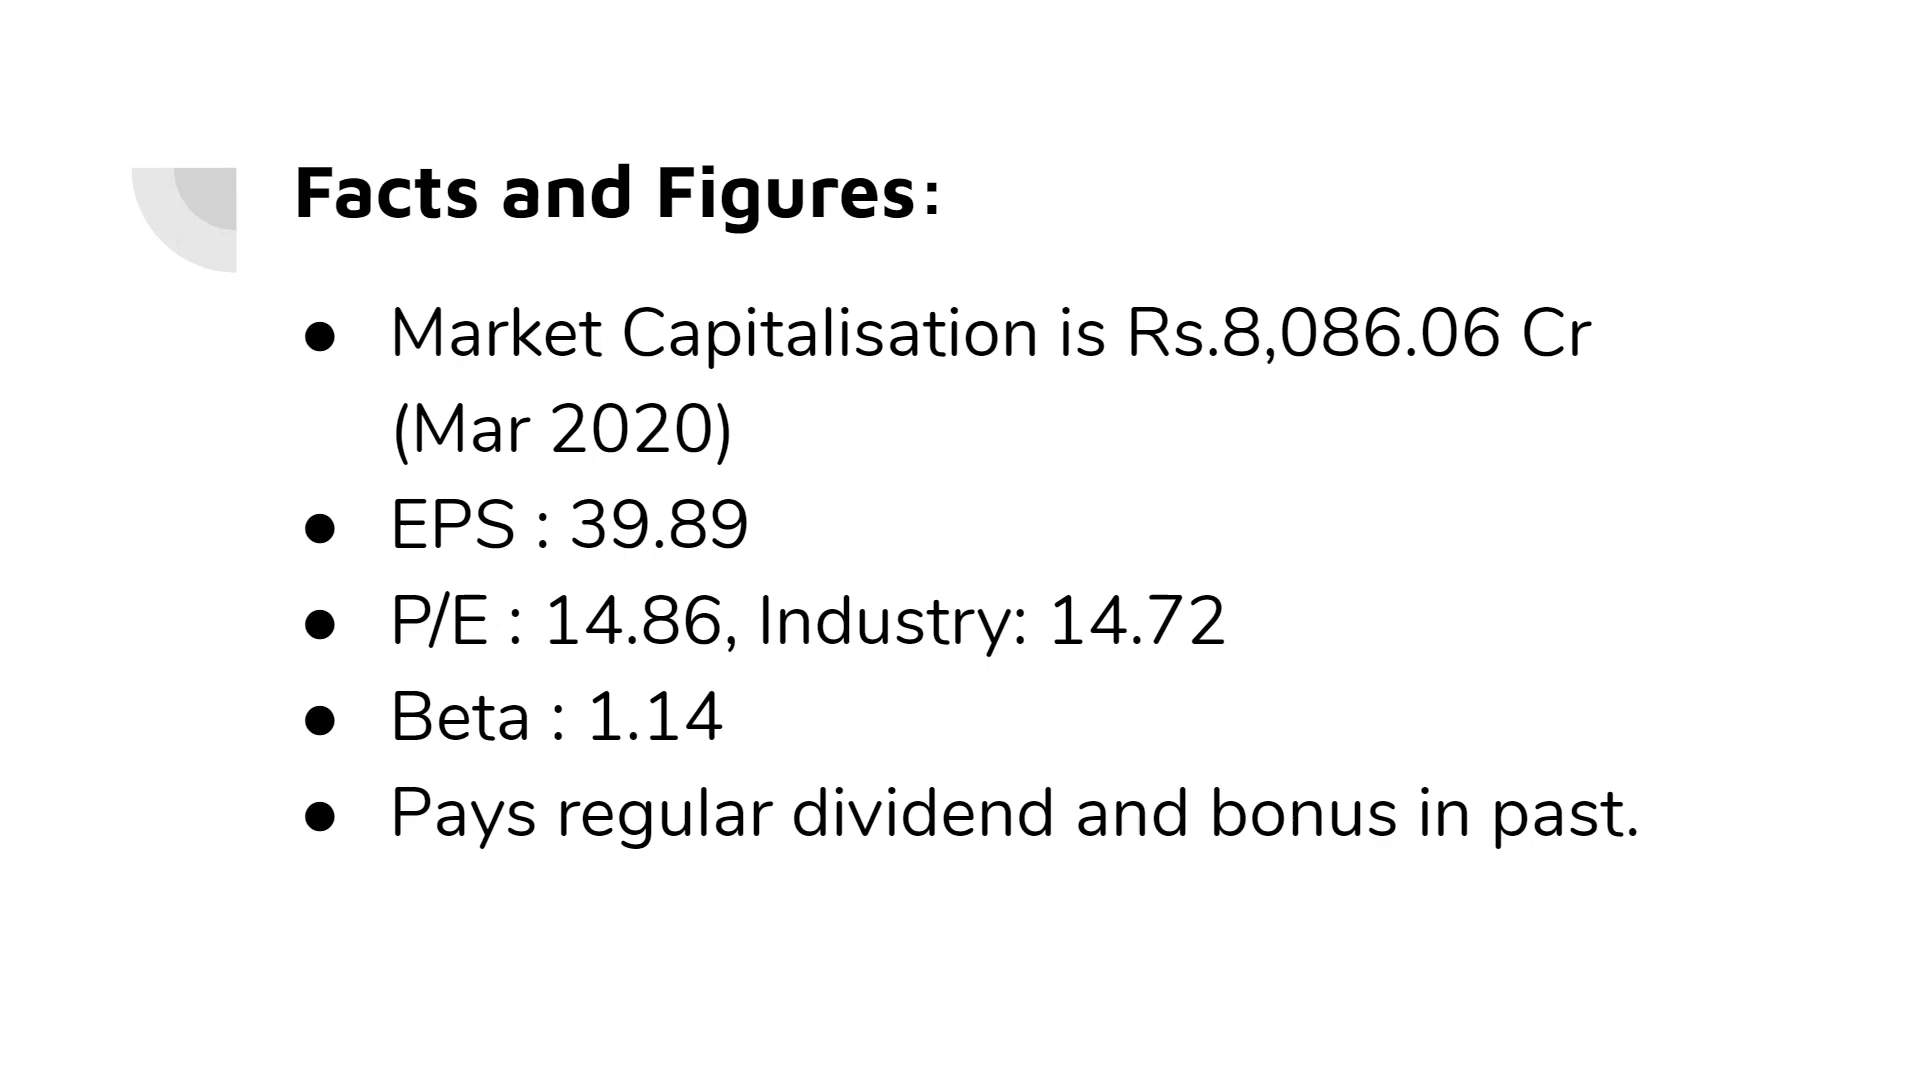 Facts and Figures:
● Market Capitalisation is Rs.8,086.06 Cr
(Mar 2020)
● EPS : 39.89
● P/E : 14.86, Industry: 14.72
● Beta : 1.14
● Pays regular dividend and bonus in past.